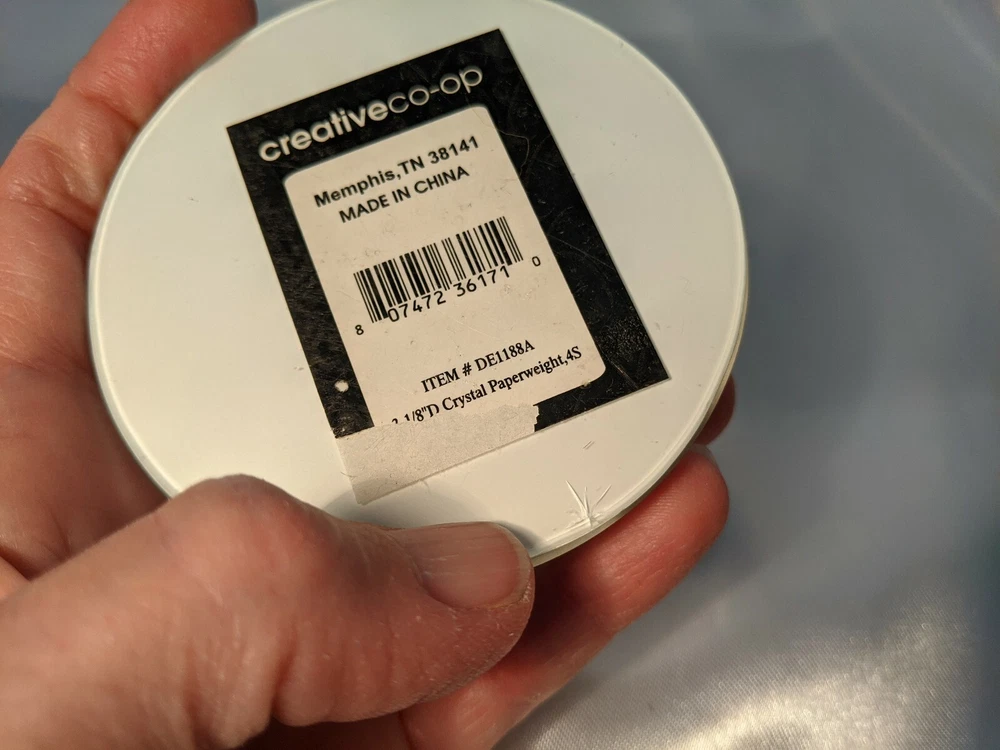 creativeco-op
Memphis,TN 38141
MADE IN CHINA
8 07472 36171 0
ITEM # DE1188A
3 1/8"D Crystal Paperweight,4S